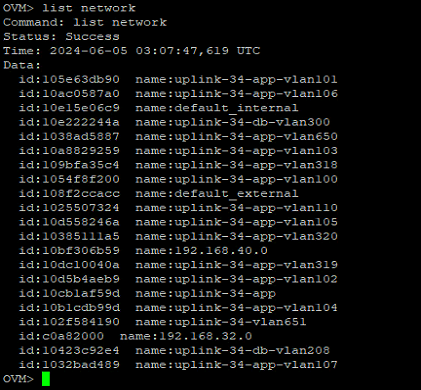 OVM> list network
Command: list network
Status: Success
Time: 2024-06-05 03:07:47,619 UTC
Data:
id:105e63db90 name:uplink-34-app-vlan101
id:10ac0587a0 name:uplink-34-app-vlan106
id:10e15e06c9 name:default_internal
id:10e222244a name:uplink-34-db-vlan300
id:1038ad5887 name:uplink-34-app-vlan650
id:10a8829259 name:uplink-34-app-vlan103
id:109bfa35c4 name:uplink-34-app-vlan318
id:1054f8f200 name:uplink-34-app-vlan100
id:108f2ccacc name:default_external
id:1025507324 name:uplink-34-app-vlan110
id:10d558246a name:uplink-34-app-vlan105
id:10385111a5 name:uplink-34-app-vlan320
id:10bf306b59 name:192.168.40.0
id:10dc10040a name:uplink-34-app-vlan319
id:10d5b4aeb9 name:uplink-34-app-vlan102
id:10cb1af59d name:uplink-34-app
id:10b1cdb99d name:uplink-34-app-vlan104
id:102f584190 name:uplink-34-vlan651
id:c0a82000 name:192.168.32.0
id:10423c92e4 name:uplink-34-db-vlan208
id:1032bad489 name:uplink-34-app-vlan107
OVM>